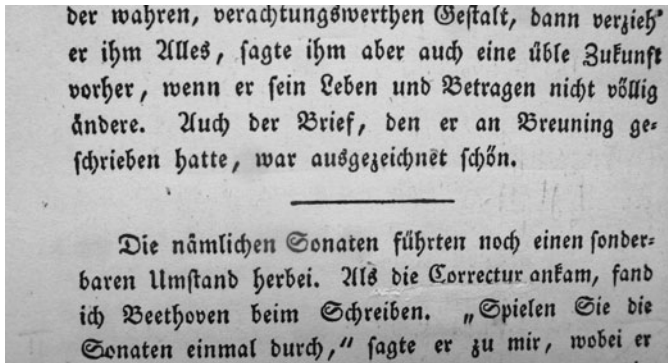 der wahren, verachtungswerthen Gestalt, dann verzieh
er ihm Alles, sagte ihm aber auch eine üble Zukunft
vorher, wenn er sein Leben und Betragen nicht völlig
ändere. Auch der Brief, den er an Breuning ge-
schrieben hatte, war ausgezeichnet schön.
Die nämlichen Sonaten führten noch einen sonder-
baren Umstand herbei. Als die Correctur ankam, fand
ich Beethoven beim Schreiben. „Spielen Sie die
Sonaten einmal durch,“ sagte er zu mir, wobei er